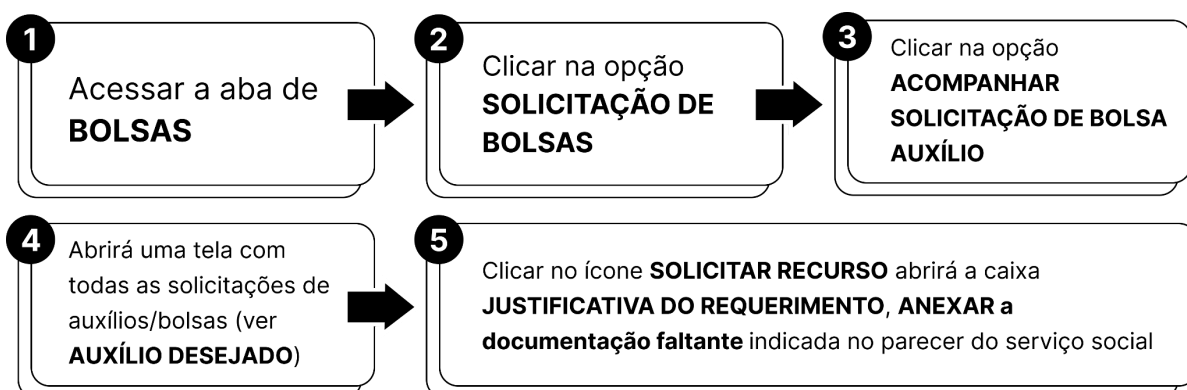 1
Acessar a aba de
BOLSAS
2
Clicar na opção
SOLICITAÇÃO DE
BOLSAS
3
Clicar na opção
ACOMPANHAR
SOLICITAÇÃO DE BOLSA
AUXÍLIO
4
Abrirá uma tela com
todas as solicitações de
auxílios/bolsas (ver
AUXÍLIO DESEJADO)
5
Clicar no ícone SOLICITAR RECURSO abrirá a caixa
JUSTIFICATIVA DO REQUERIMENTO, ANEXAR a
documentação faltante indicada no parecer do serviço social